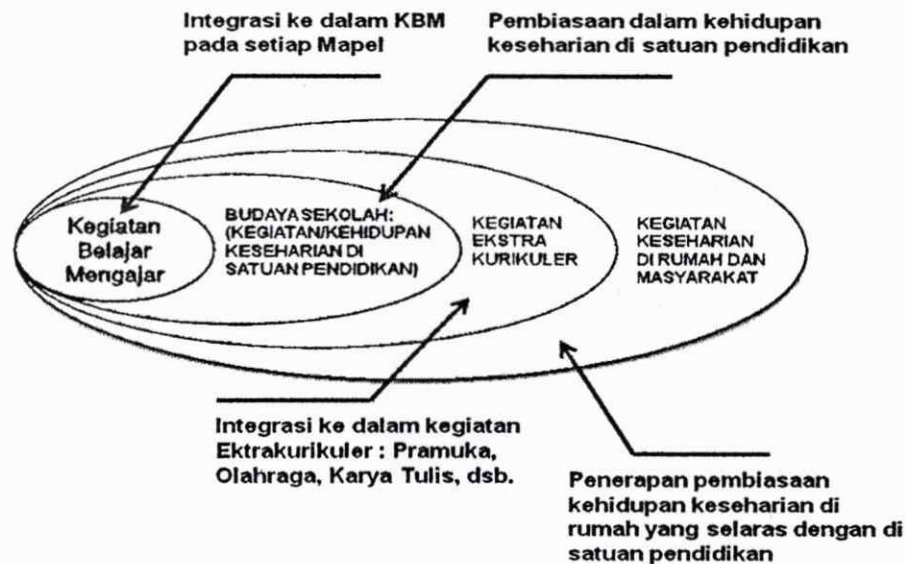 Integrasi ke dalam KBM
pada setiap Mapel
Pembiasaan dalam kehidupan
keseharian di satuan pendidikan
Kegiatan
Belajar
Mengajar
BUDAYA SEKOLAH:
(KEGIATAN/KEHIDUPAN
KESEHARIAN DI
SATUAN PENDIDIKAN)
KEGIATAN
EKSTRA
KURIKULER
KEGIATAN
KESEHARIAN
DI RUMAH DAN
MASYARAKAT
Integrasi ke dalam kegiatan
Ektrakurikuler : Pramuka,
Olahraga, Karya Tulis, dsb.
Penerapan pembiasaan
kehidupan keseharian di
rumah yang selaras dengan di
satuan pendidikan